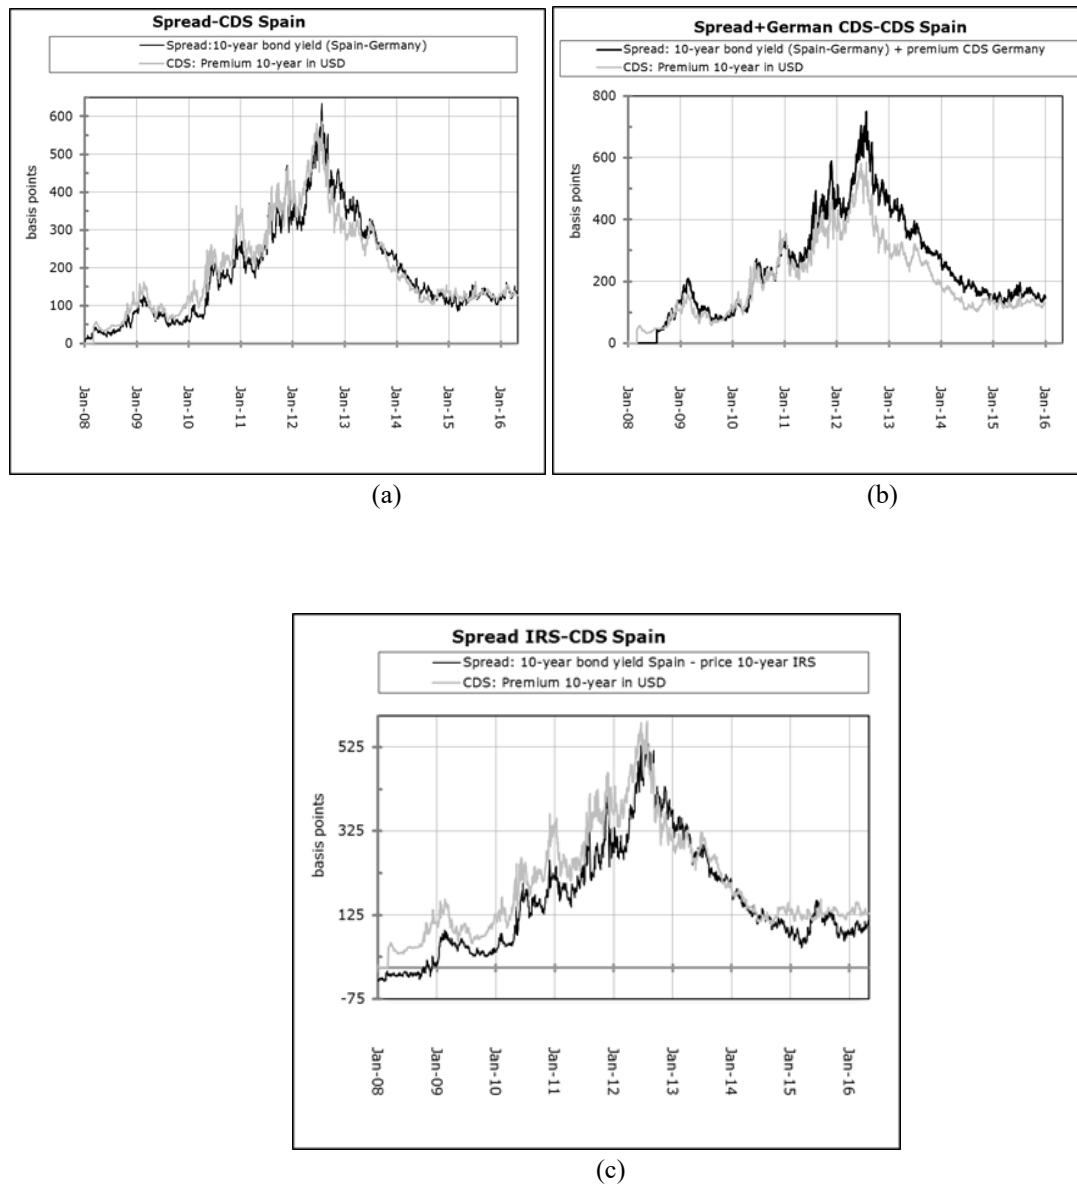 Spread-CDS Spain
Spread:10-year bond yield (Spain-Germany)
CDS: Premium 10-year in USD
basis points
600
500
400
300
200
100
0
Jan-08
Jan-09
Jan-10
Jan-11
Jan-12
Jan-13
Jan-14
Jan-15
Jan-16
(a)
Spread+German CDS-CDS Spain
Spread: 10-year bond yield (Spain-Germany) + premium CDS Germany
CDS: Premium 10-year in USD
basis points
800
600
400
200
0
Jan-08
Jan-09
Jan-10
Jan-11
Jan-12
Jan-13
Jan-14
Jan-15
Jan-16
(b)
Spread IRS-CDS Spain
Spread: 10-year bond yield Spain - price 10-year IRS
CDS: Premium 10-year in USD
basis points
525
325
125
-75
Jan-08
Jan-09
Jan-10
Jan-11
Jan-12
Jan-13
Jan-14
Jan-15
Jan-16
(c)